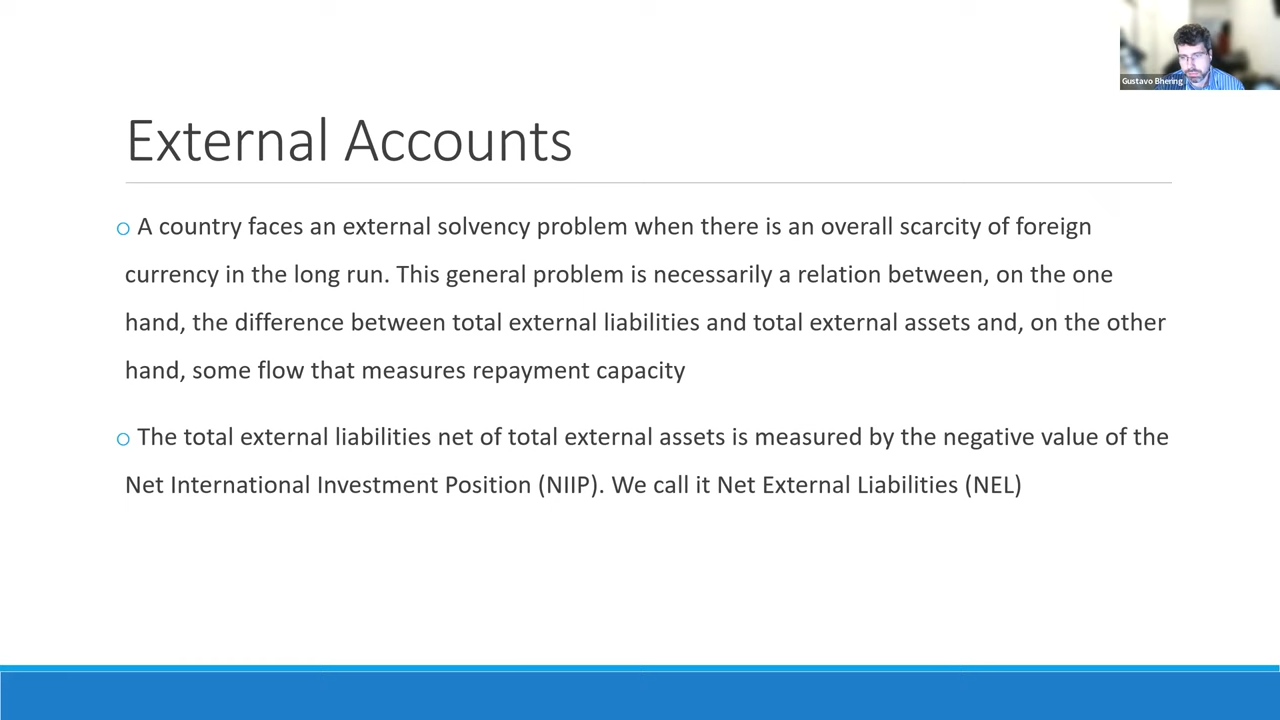 Gustavo Bhering
External Accounts
o A country faces an external solvency problem when there is an overall scarcity of foreign
currency in the long run. This general problem is necessarily a relation between, on the one
hand, the difference between total external liabilities and total external assets and, on the other
hand, some flow that measures repayment capacity
o The total external liabilities net of total external assets is measured by the negative value of the
Net International Investment Position (NIIP). We call it Net External Liabilities (NEL)